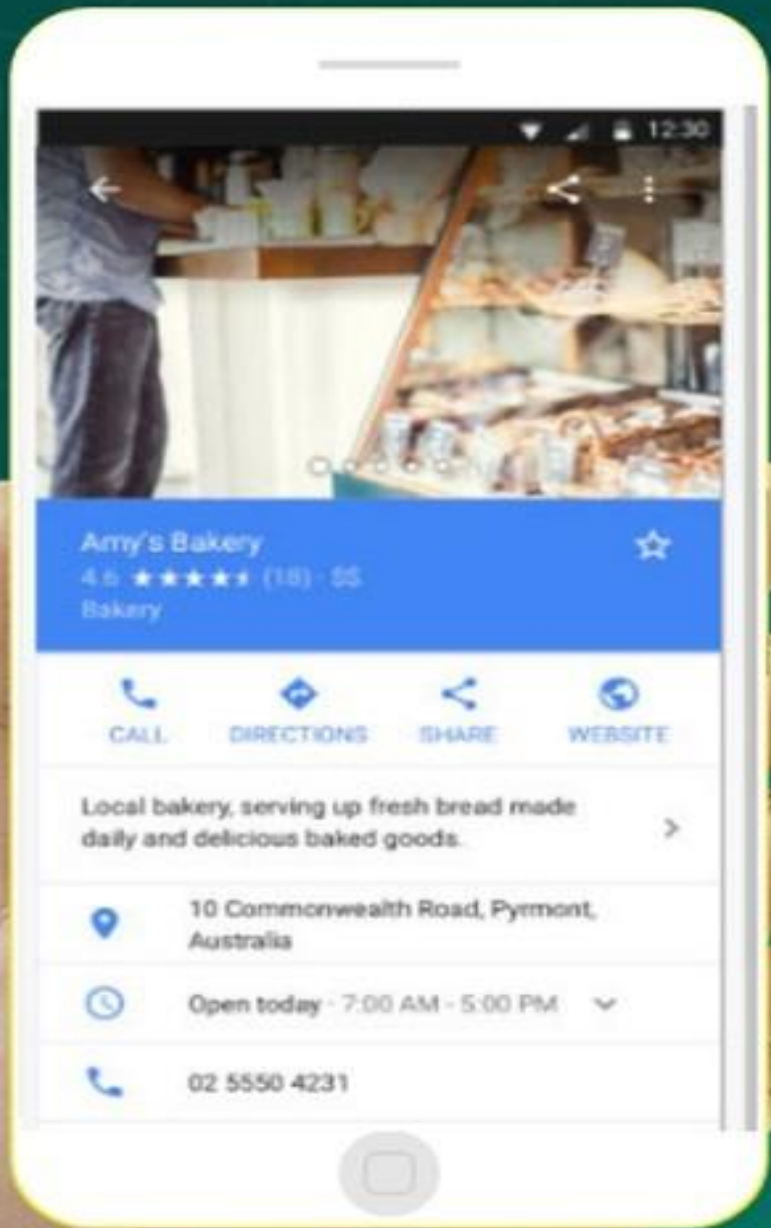 12:30
Amy's Bakery
4.6 ★★★★★ (18) · $$
Bakery
CALL DIRECTIONS SHARE WEBSITE
Local bakery, serving up fresh bread made
daily and delicious baked goods.
10 Commonwealth Road, Pyrmont,
Australia
Open today · 7:00 AM - 5:00 PM
02 5550 4231